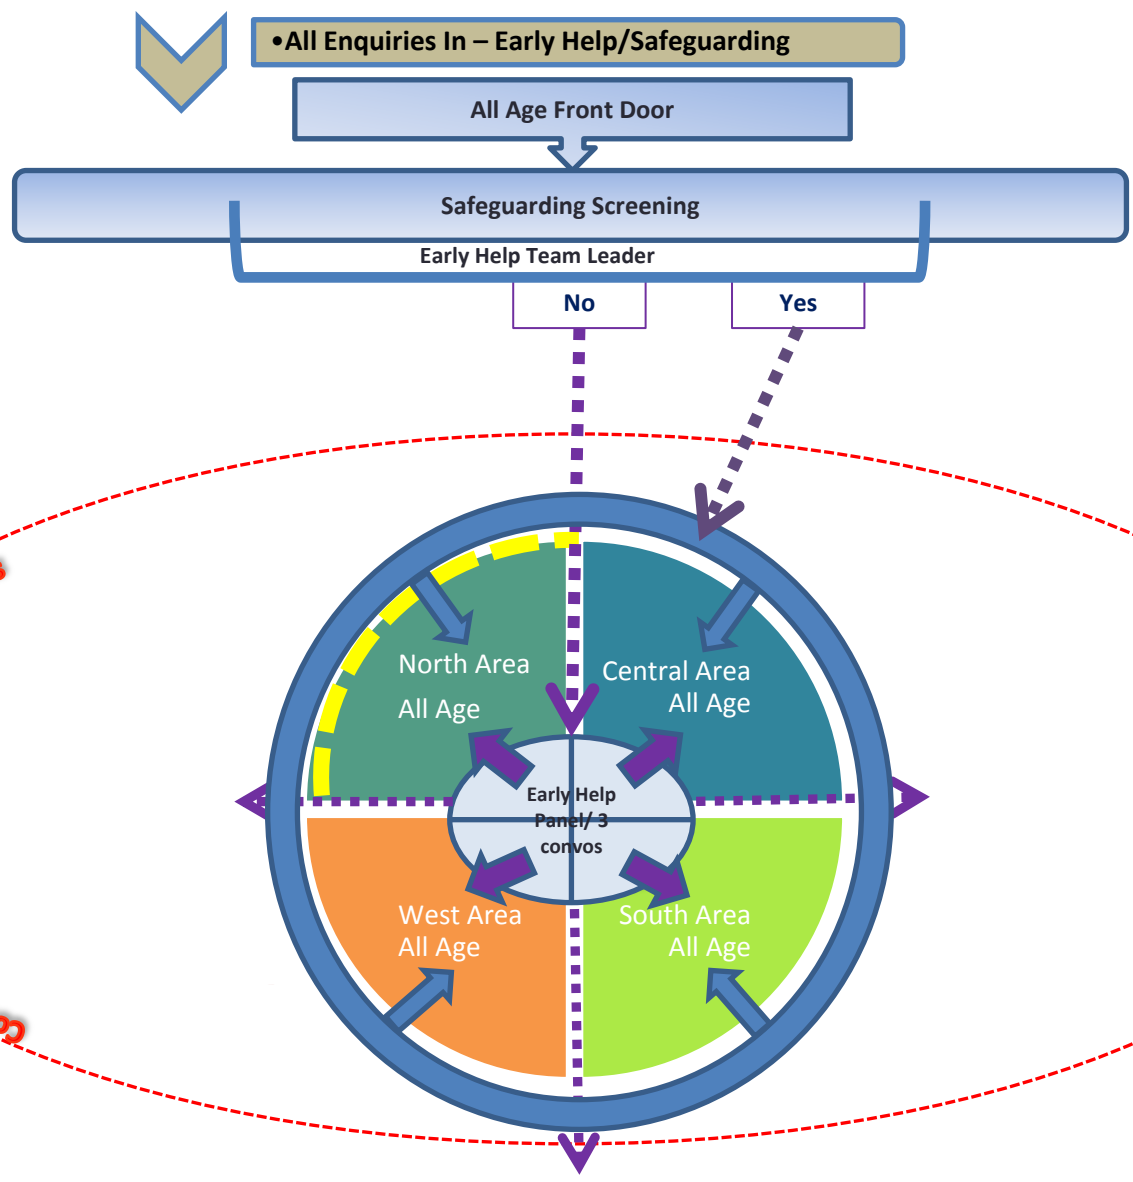 •All Enquiries In – Early Help/Safeguarding
All Age Front Door
Safeguarding Screening
Early Help Team Leader
No
Yes
North Area
All Age
Central Area
All Age
Early Help
Panel/ 3
convos
West Area
All Age
South Area
All Age